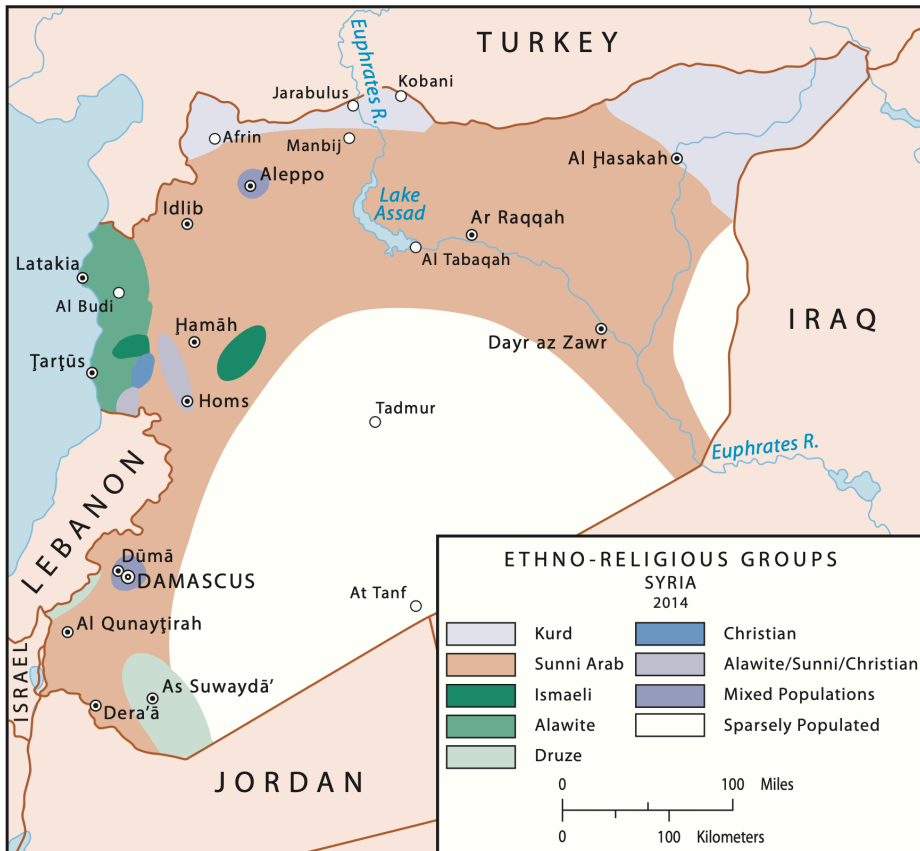 TURKEY
Euphrates R.
Kobani
Jarabulus
Afrin
Manbij
Aleppo
Al Ḩasakah
Idlib
Lake
Assad
Ar Raqqah
Al Tabaqah
Latakia
Al Budi
Ḩamāh
Dayr az Zawr
IRAQ
Ţarţūs
Homs
Tadmur
Euphrates R.
LEBANON
Dūmā
DAMASCUS
At Tanf
Al Qunayţirah
ISRAEL
As Suwaydā’
Dera’ā
JORDAN
ETHNO-RELIGIOUS GROUPS
SYRIA
2014
Kurd
Sunni Arab
Ismaeli
Alawite
Druze
Christian
Alawite/Sunni/Christian
Mixed Populations
Sparsely Populated
0 100 Miles
0 100 Kilometers